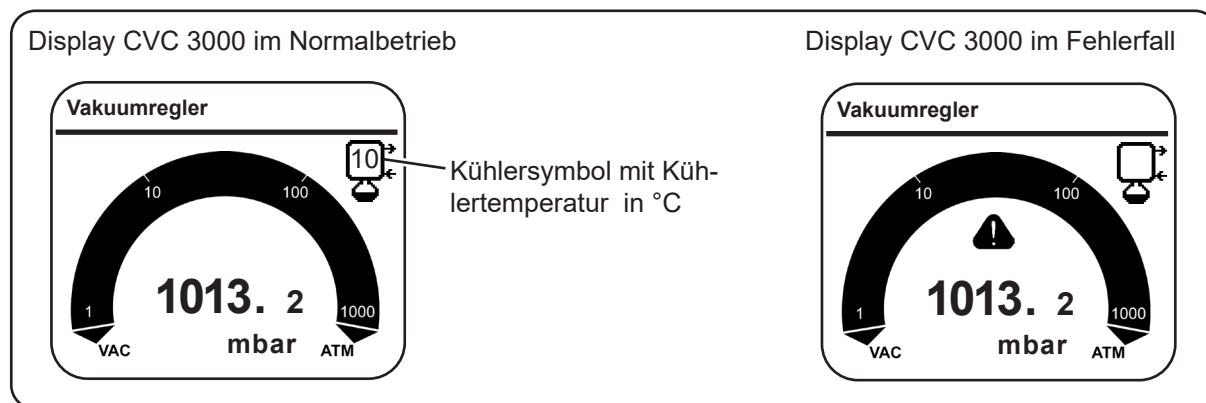 Display CVC 3000 im Normalbetrieb
Vakuumregler
10
10
100
1
1000
1013. 2
VAC
mbar
ATM
Kühlersymbol mit Küh-
lertemperatur in °C
Display CVC 3000 im Fehlerfall
Vakuumregler
10
100
!
1
1000
1013. 2
VAC
mbar
ATM